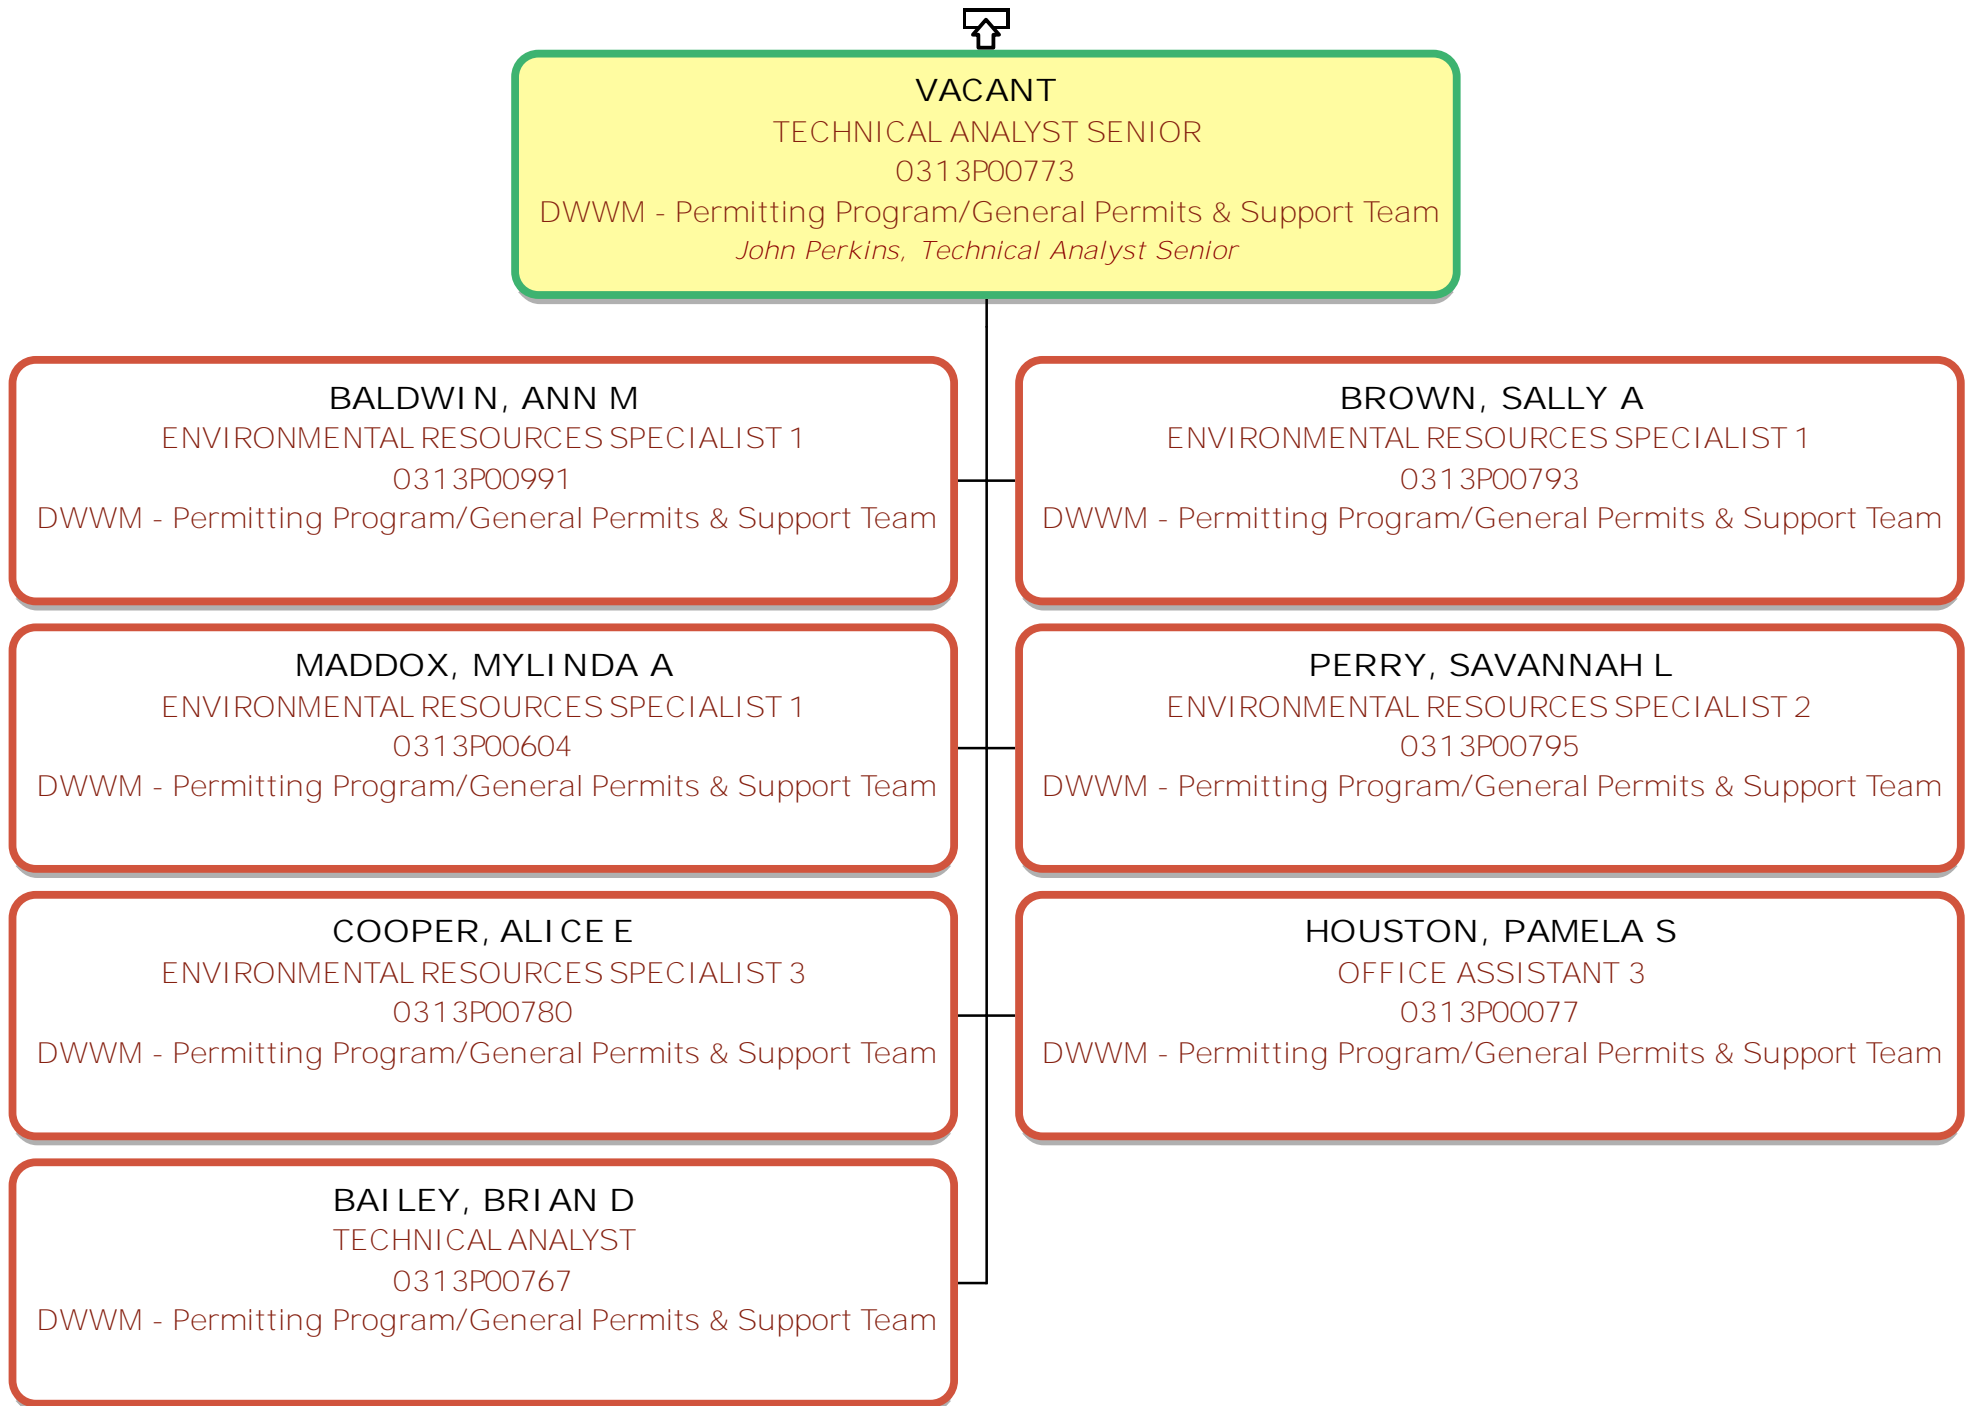 VACANT
TECHNICAL ANALYST SENIOR
0313P00773
DWWM - Permitting Program/General Permits & Support Team
John Perkins, Technical Analyst Senior
BALDWIN, ANN M
ENVIRONMENTAL RESOURCES SPECIALIST 1
0313P00991
DWWM - Permitting Program/General Permits & Support Team
BROWN, SALLY A
ENVIRONMENTAL RESOURCES SPECIALIST 1
0313P00793
DWWM - Permitting Program/General Permits & Support Team
MADDOX, MYLINDA A
ENVIRONMENTAL RESOURCES SPECIALIST 1
0313P00604
DWWM - Permitting Program/General Permits & Support Team
PERRY, SAVANNAH L
ENVIRONMENTAL RESOURCES SPECIALIST 2
0313P00795
DWWM - Permitting Program/General Permits & Support Team
COOPER, ALICE E
ENVIRONMENTAL RESOURCES SPECIALIST 3
0313P00780
DWWM - Permitting Program/General Permits & Support Team
HOUSTON, PAMELA S
OFFICE ASSISTANT 3
0313P00077
DWWM - Permitting Program/General Permits & Support Team
BAILEY, BRIAN D
TECHNICAL ANALYST
0313P00767
DWWM - Permitting Program/General Permits & Support Team